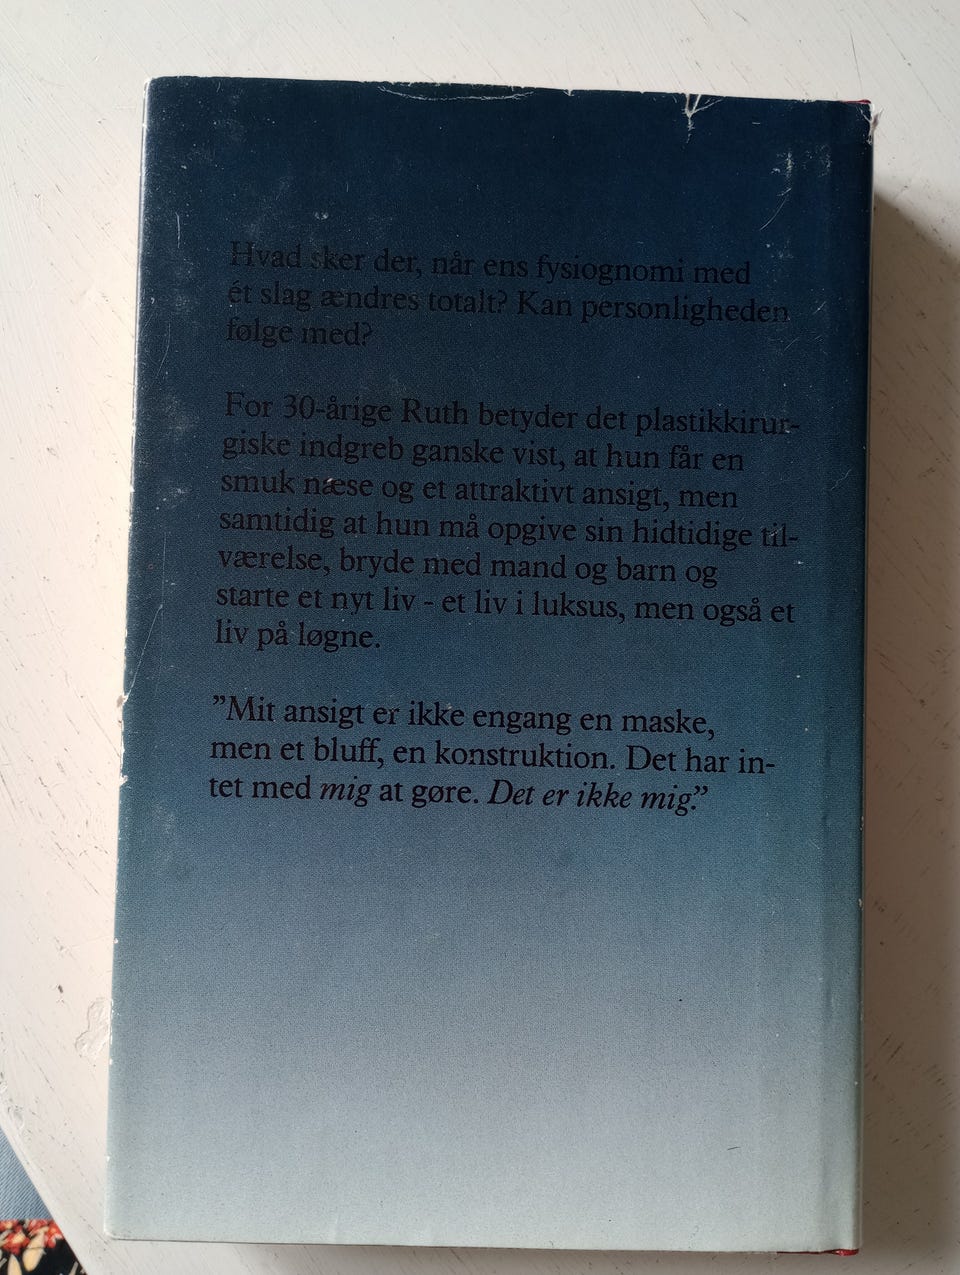 Hvad sker der, når ens fysiognomi med
ét slag ændres totalt? Kan personligheden
følge med?
For 30-årige Ruth betyder det plastikkirur-
giske indgreb ganske vist, at hun får en
smuk næse og et attraktivt ansigt, men
samtidig at hun må opgive sin hidtidige til-
værelse, bryde med mand og barn og
starte et nyt liv - et liv i luksus, men også et
liv på løgne.
”Mit ansigt er ikke engang en maske,
men et bluff, en konstruktion. Det har in-
tet med mig at gøre. Det er ikke mig.”